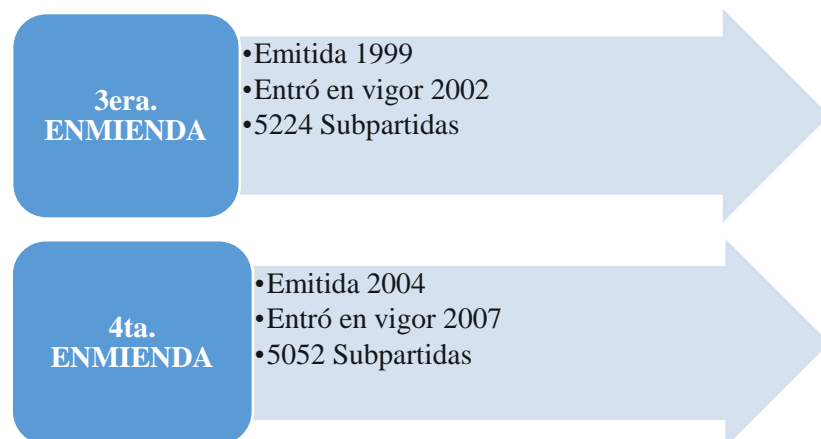 3era.
ENMIENDA
•Emitida 1999
•Entró en vigor 2002
•5224 Subpartidas
4ta.
ENMIENDA
•Emitida 2004
•Entró en vigor 2007
•5052 Subpartidas